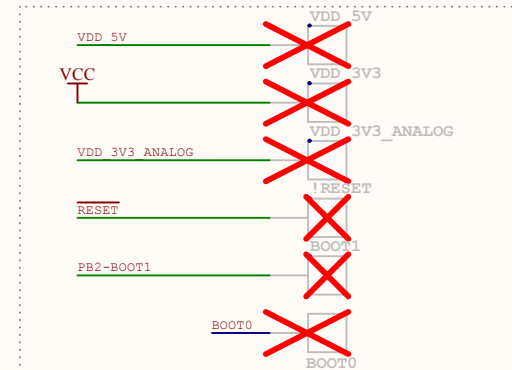 VDD_5V
VDD_5V
VCC
VDD_3V3
VDD_3V3_ANALOG
VDD_3V3_ANALOG
!RESET
RESET
BOOT1
PB2-BOOT1
BOOT0
BOOT0